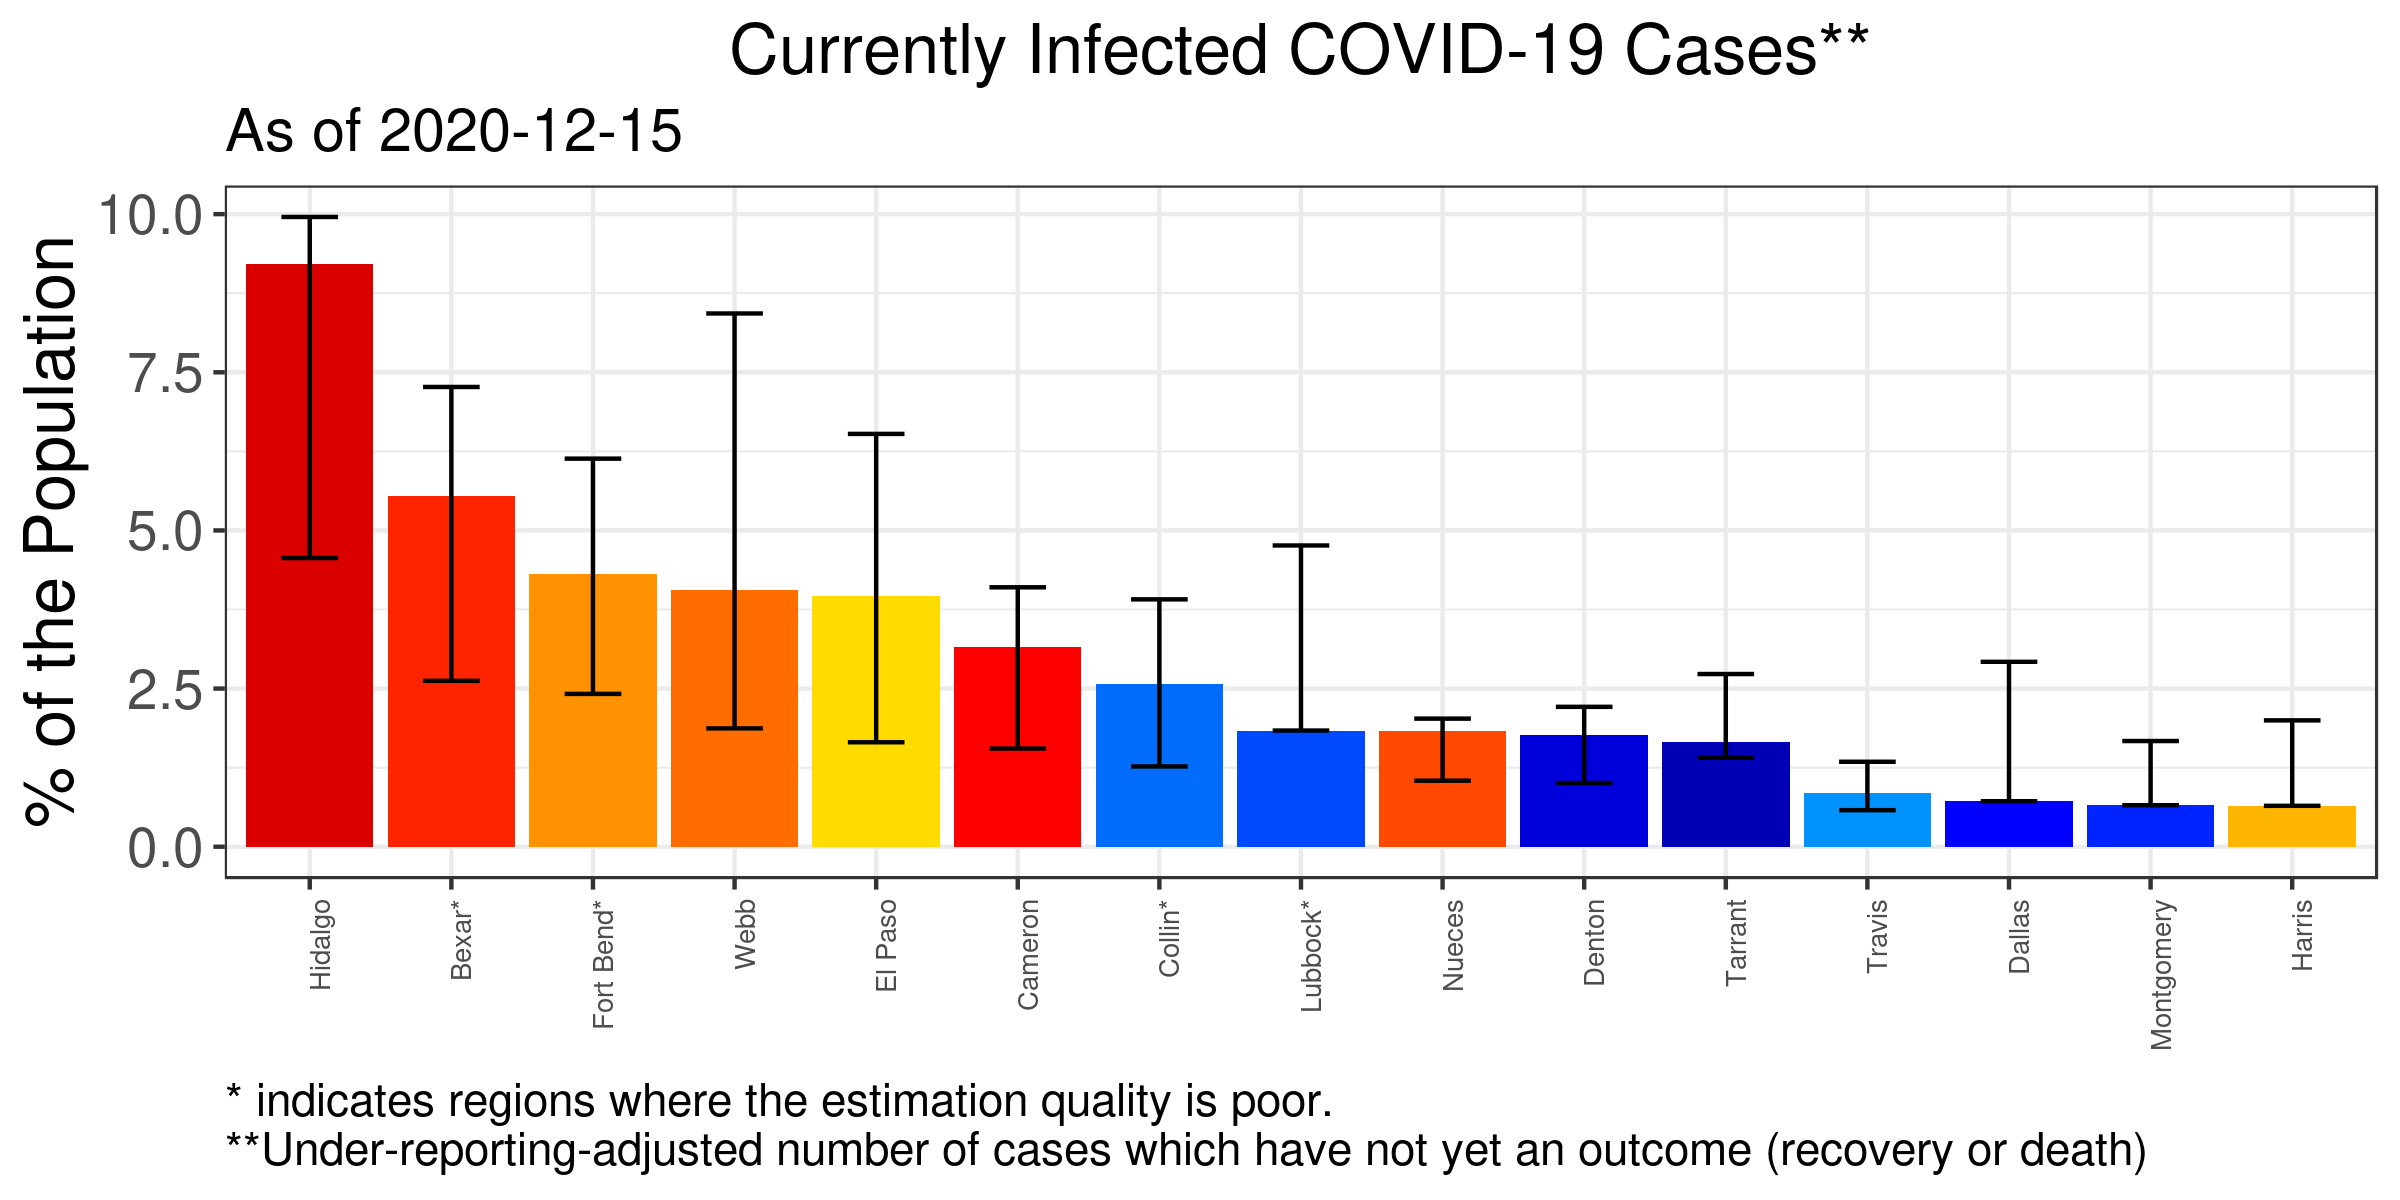 Currently Infected COVID-19 Cases**
As of 2020-12-15
% of the Population
10.0
7.5
5.0
2.5
0.0
Hidalgo
Bexar*
Fort Bend*
Webb
El Paso
Cameron
Collin*
Lubbock*
Nueces
Denton
Tarrant
Travis
Dallas
Montgomery
Harris
* indicates regions where the estimation quality is poor.
**Under-reporting-adjusted number of cases which have not yet an outcome (recovery or death)